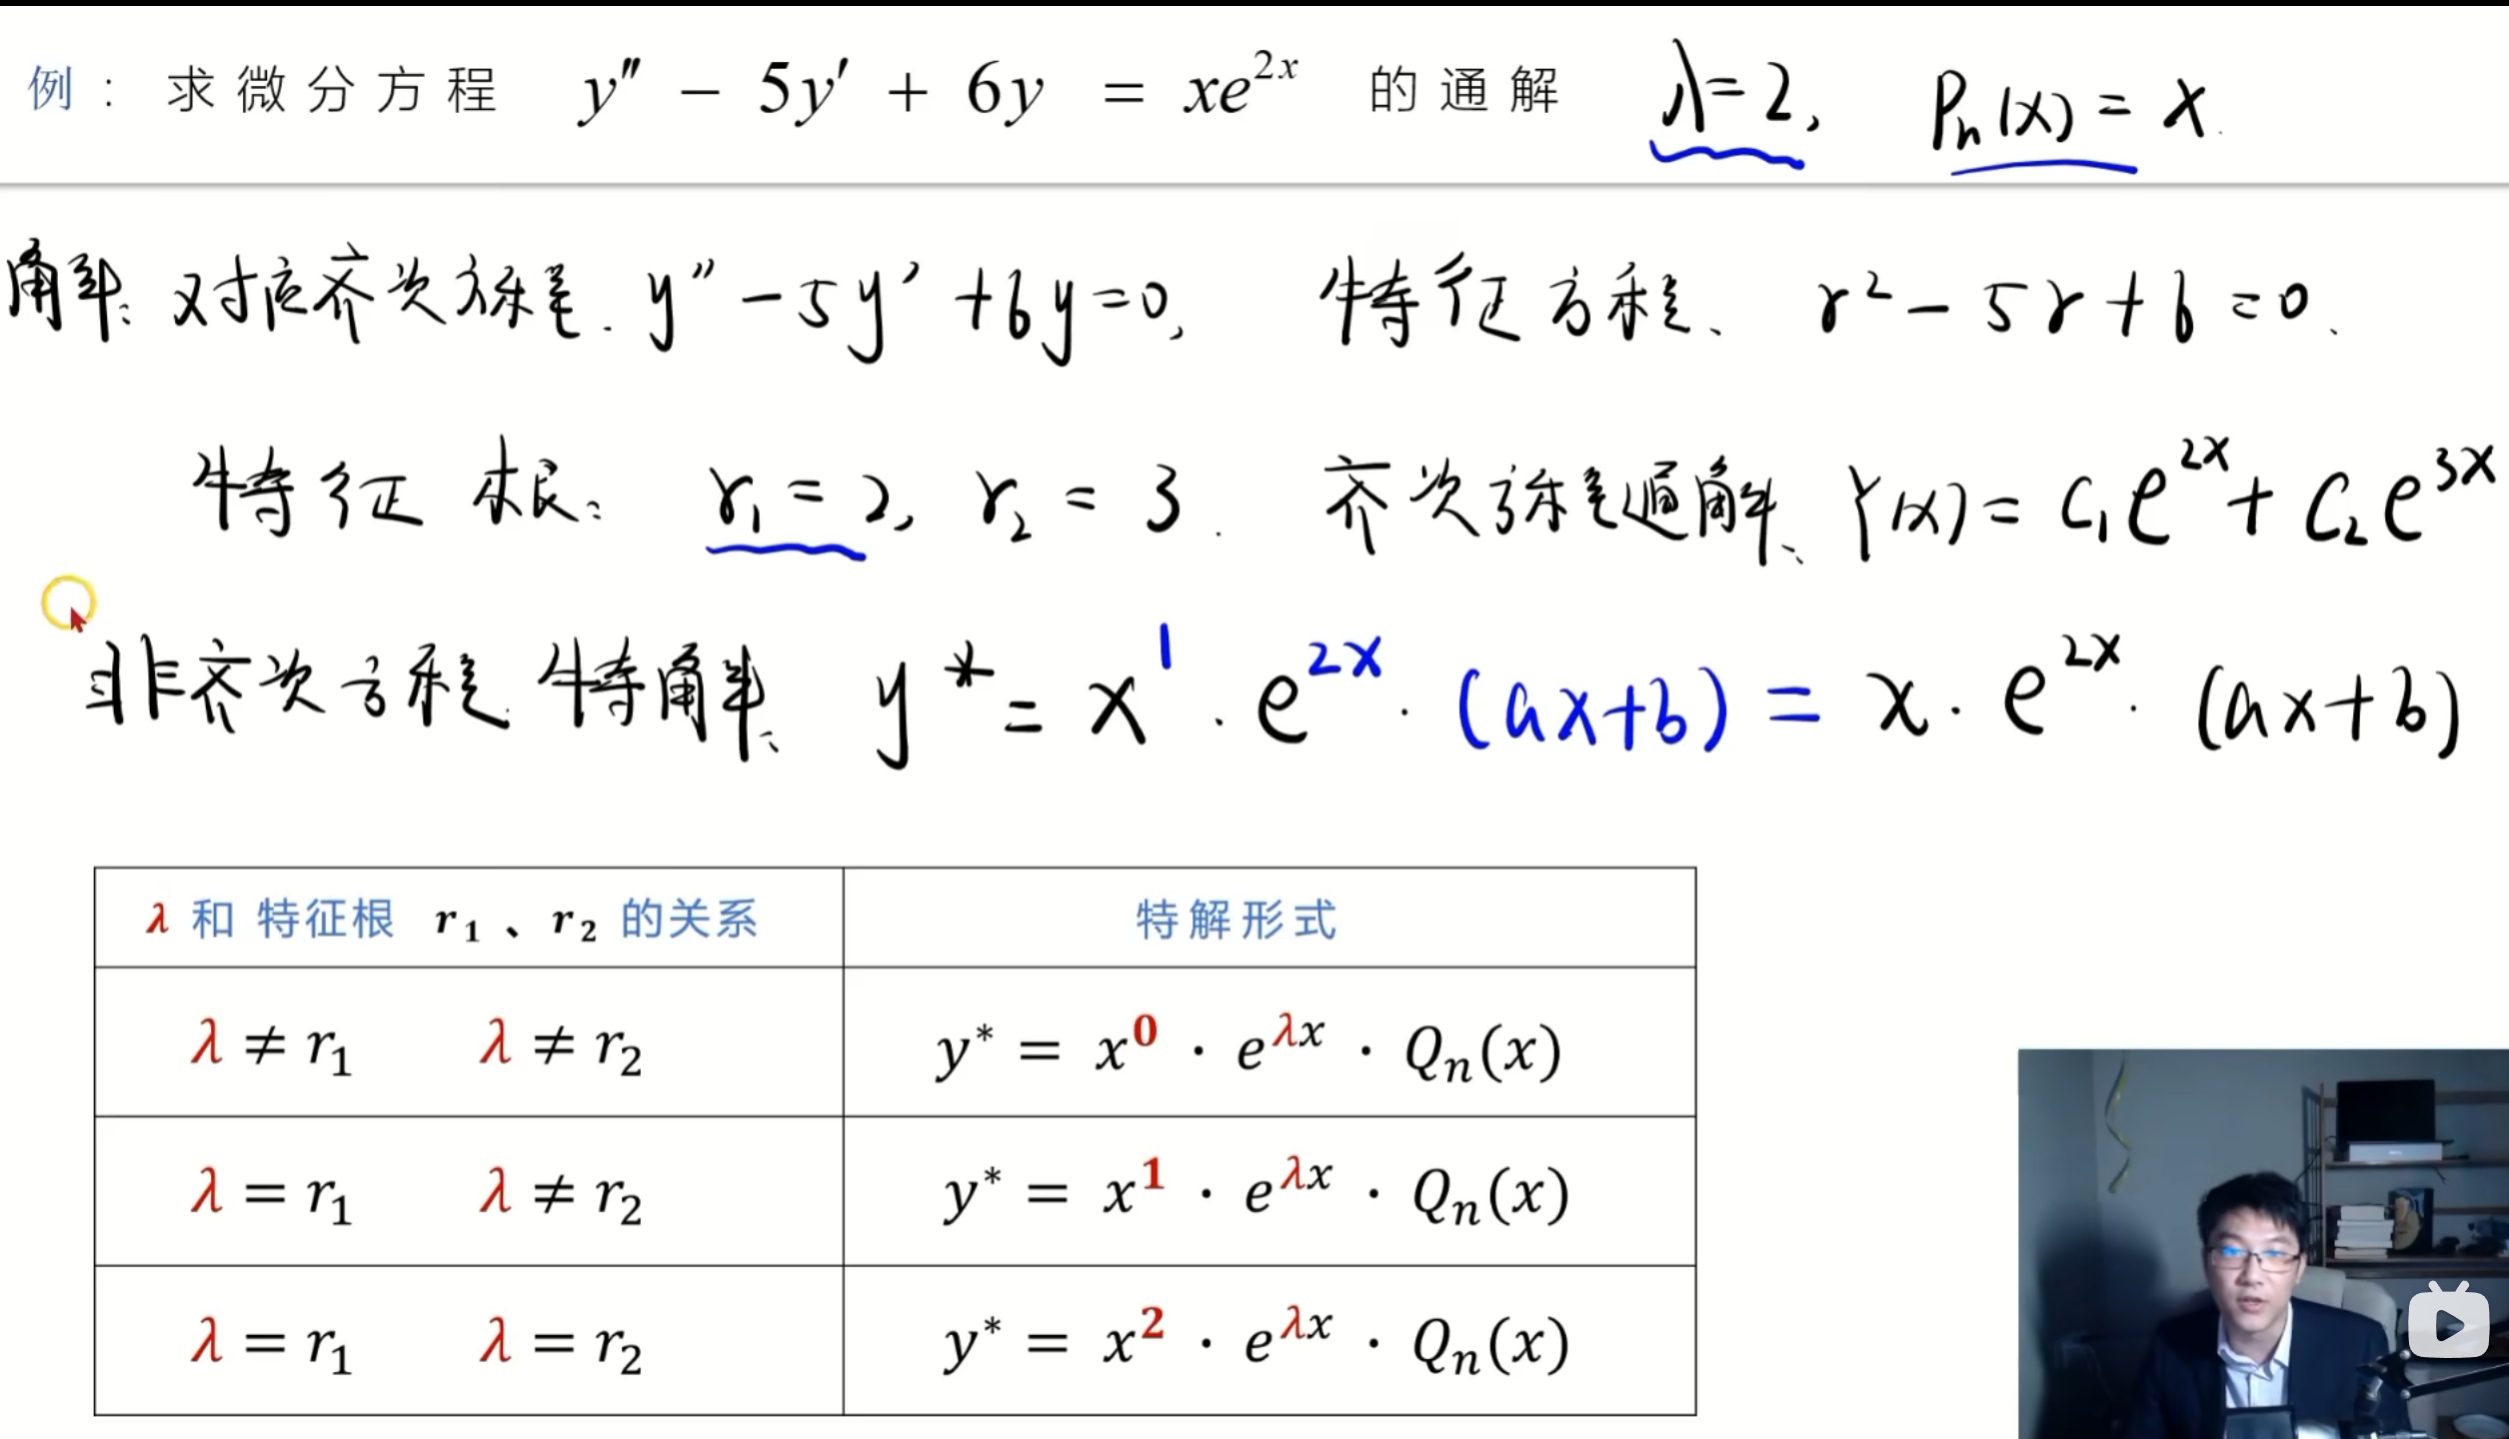 例：求微分方程 y″ − 5y′ + 6y = xe^{2x} 的通解 λ=2, P_n(x) = x.
解: 对应齐次方程. y″ − 5y′ + 6y = 0, 特征方程、 r² − 5r + 6 = 0.
特征根: r₁ = 2, r₂ = 3. 齐次方程通解、 Y(x) = C₁e^{2x} + C₂e^{3x}
非齐次方程 特解、 y* = x¹ · e^{2x} · (ax+b) = x · e^{2x} · (ax+b)
λ 和 特征根 r₁、r₂ 的关系 特解形式
λ ≠ r₁ λ ≠ r₂ y* = x⁰ · e^{λx} · Q_n(x)
λ = r₁ λ ≠ r₂ y* = x¹ · e^{λx} · Q_n(x)
λ = r₁ λ = r₂ y* = x² · e^{λx} · Q_n(x)